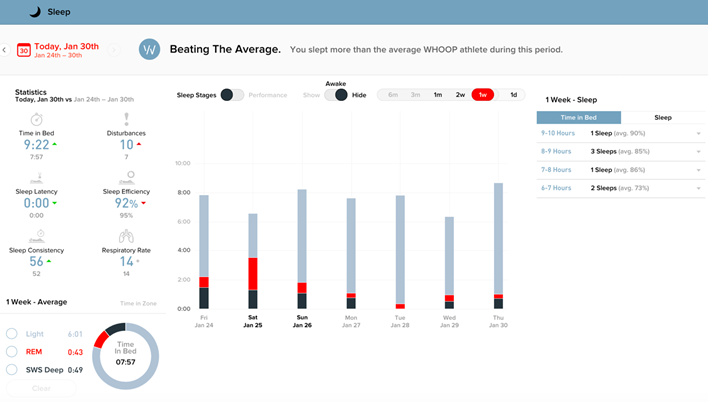 Sleep
30
Today, Jan 30th
Jan 24th – 30th
W
Beating The Average. You slept more than the average WHOOP athlete during this period.
Statistics
Today, Jan 30th vs Jan 24th – Jan 30th
Time in Bed
9:22
7:57
Disturbances
10
7
Sleep Latency
0:00
0:00
Sleep Efficiency
92%
95%
Sleep Consistency
56
52
Respiratory Rate
14
14
1 Week - Average
Time in Zone
Light 6:01
REM 0:43
SWS Deep 0:49
Clear
Time
In Bed
07:57
Sleep Stages Performance
Awake
Show Hide
6m 3m 1m 2w 1w 1d
10:00
8:00
6:00
4:00
2:00
0:00
Fri
Jan 24
Sat
Jan 25
Sun
Jan 26
Mon
Jan 27
Tue
Jan 28
Wed
Jan 29
Thu
Jan 30
1 Week - Sleep
Time in Bed Sleep
9-10 Hours 1 Sleep (avg. 90%)
8-9 Hours 3 Sleeps (avg. 85%)
7-8 Hours 1 Sleep (avg. 86%)
6-7 Hours 2 Sleeps (avg. 73%)